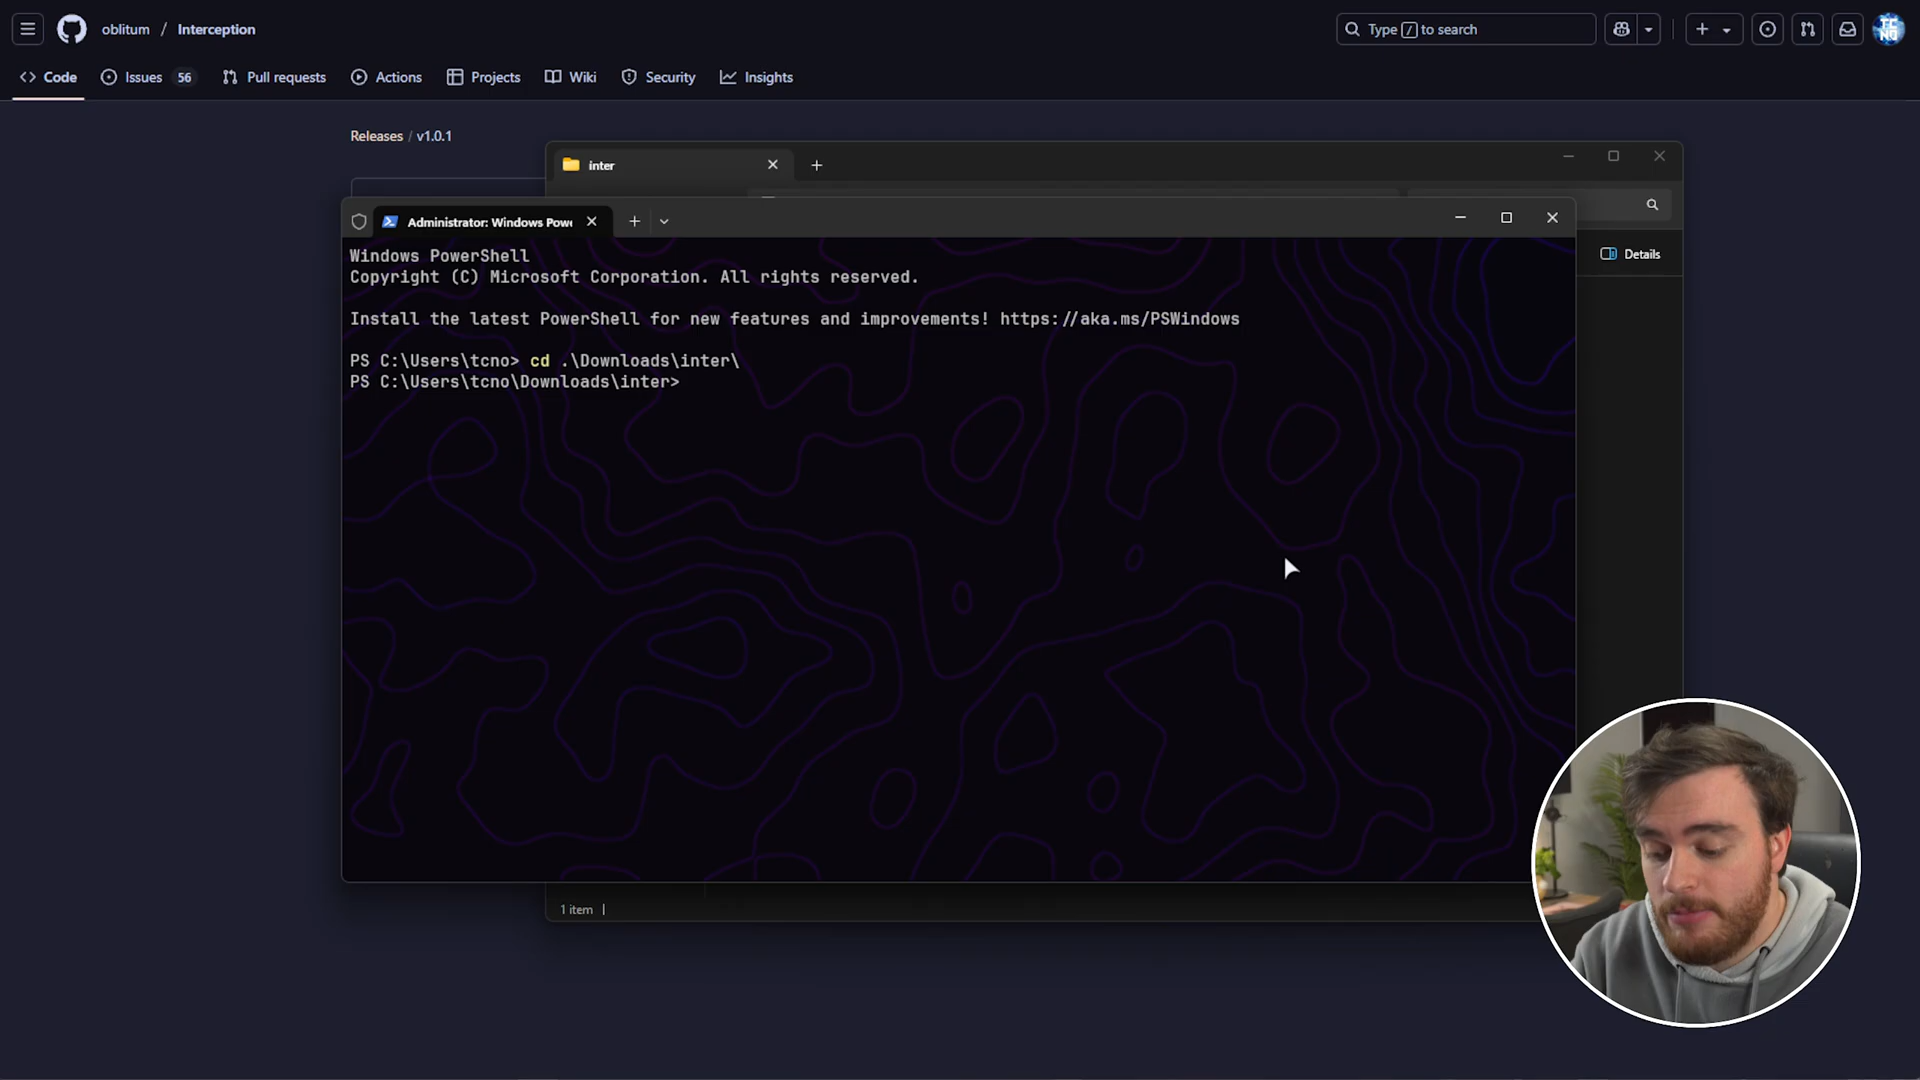 oblitum / Interception
Type / to search
Code
Issues 56
Pull requests
Actions
Projects
Wiki
Security
Insights
Releases / v1.0.1
inter
Administrator: Windows Powe
Details
Windows PowerShell
Copyright (C) Microsoft Corporation. All rights reserved.
Install the latest PowerShell for new features and improvements! https://aka.ms/PSWindows
PS C:\Users\tcno> cd .\Downloads\inter\
PS C:\Users\tcno\Downloads\inter>
1 item